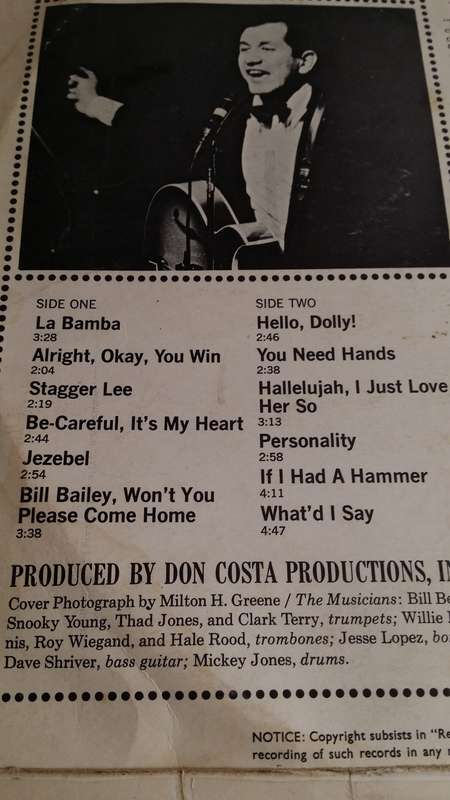 SIDE ONE
La Bamba
3:28
Alright, Okay, You Win
2:04
Stagger Lee
2:19
Be-Careful, It's My Heart
2:44
Jezebel
2:54
Bill Bailey, Won't You
Please Come Home
3:38
SIDE TWO
Hello, Dolly!
2:46
You Need Hands
2:38
Hallelujah, I Just Love
Her So
3:13
Personality
2:58
If I Had A Hammer
4:11
What'd I Say
4:47
PRODUCED BY DON COSTA PRODUCTIONS,
Cover Photograph by Milton H. Greene / The Musicians: Bill
Snooky Young, Thad Jones, and Clark Terry, trumpets; Willie
nis, Roy Wiegand, and Hale Rood, trombones; Jesse Lopez,
Dave Shriver, bass guitar; Mickey Jones, drums.
NOTICE: Copyright subsists in
recording of such records in any